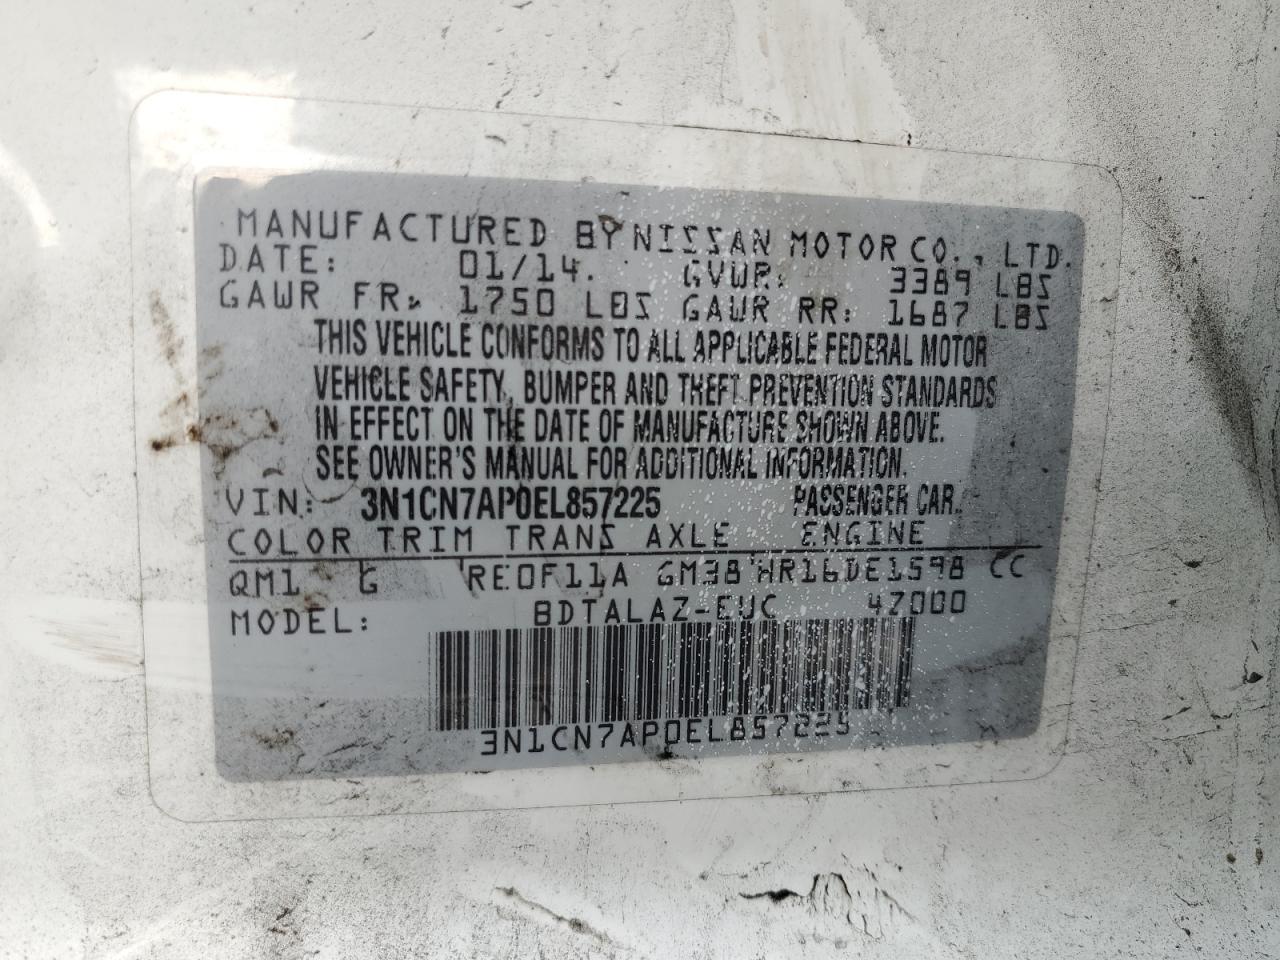 MANUFACTURED BY NISSAN MOTOR CO., LTD.
DATE: 01/14. GVWR: 3389 LBS
GAWR FR: 1750 LBS GAWR RR: 1687 LBS
THIS VEHICLE CONFORMS TO ALL APPLICABLE FEDERAL MOTOR
VEHICLE SAFETY, BUMPER AND THEFT PREVENTION STANDARDS
IN EFFECT ON THE DATE OF MANUFACTURE SHOWN ABOVE.
SEE OWNER'S MANUAL FOR ADDITIONAL INFORMATION.
VIN: 3N1CN7AP0EL857225 PASSENGER CAR.
COLOR TRIM TRANS AXLE ENGINE
QM1 G RE0F11A GM38 HR16DE1598 CC
MODEL: BDTALAZ-EUC 47000
3N1CN7AP0EL857225